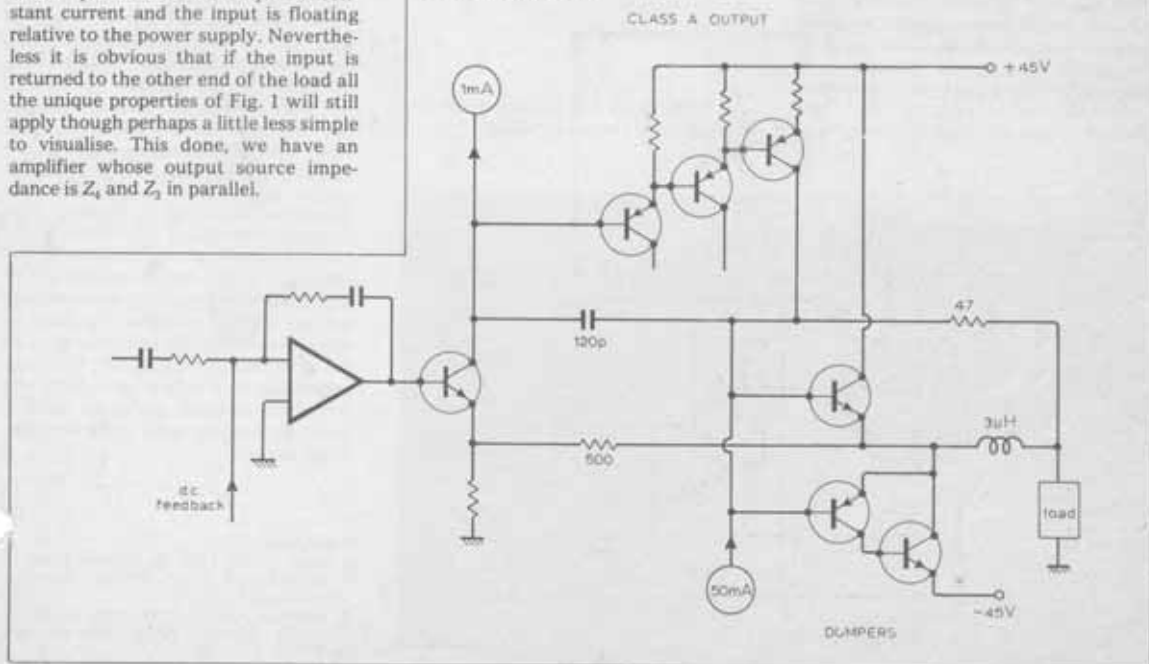 stant current and the input is floating
relative to the power supply. Neverthe-
less it is obvious that if the input is
returned to the other end of the load all
the unique properties of Fig. 1 will still
apply though perhaps a little less simple
to visualise. This done, we have an
amplifier whose output source impe-
dance is Z₄ and Z₃ in parallel.
CLASS A OUTPUT
+45V
1mA
120p
47
3μH
500
d.c.
feedback
load
50mA
-45V
DUMPERS